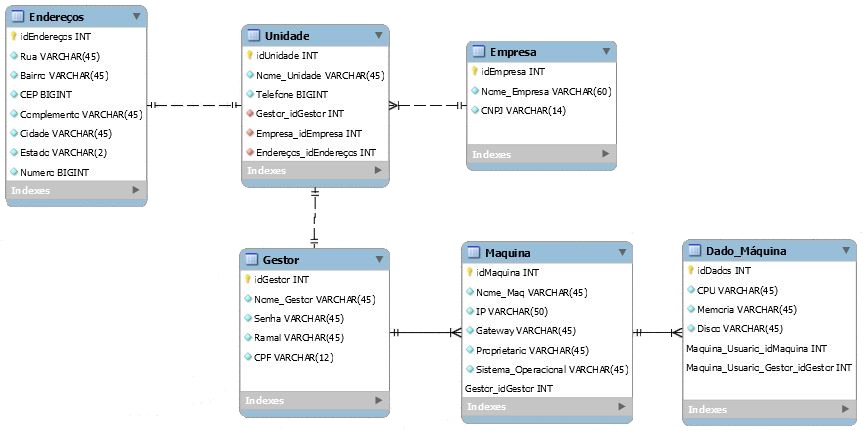 Endereços
idEndereços INT
Rua VARCHAR(45)
Bairro VARCHAR(45)
CEP BIGINT
Complemento VARCHAR(45)
Cidade VARCHAR(45)
Estado VARCHAR(2)
Numero BIGINT
Indexes
Unidade
idUnidade INT
Nome_Unidade VARCHAR(45)
Telefone BIGINT
Gestor_idGestor INT
Empresa_idEmpresa INT
Endereços_idEndereços INT
Indexes
Empresa
idEmpresa INT
Nome_Empresa VARCHAR(60)
CNPJ VARCHAR(14)
Indexes
Gestor
idGestor INT
Nome_Gestor VARCHAR(45)
Senha VARCHAR(45)
Ramal VARCHAR(45)
CPF VARCHAR(12)
Indexes
Maquina
idMaquina INT
Nome_Maq VARCHAR(45)
IP VARCHAR(50)
Gateway VARCHAR(45)
Proprietario VARCHAR(45)
Sistema_Operacional VARCHAR(45)
Gestor_idGestor INT
Indexes
Dado_Máquina
idDados INT
CPU VARCHAR(45)
Memoria VARCHAR(45)
Disco VARCHAR(45)
Maquina_Usuario_idMaquina INT
Maquina_Usuario_Gestor_idGestor INT
Indexes